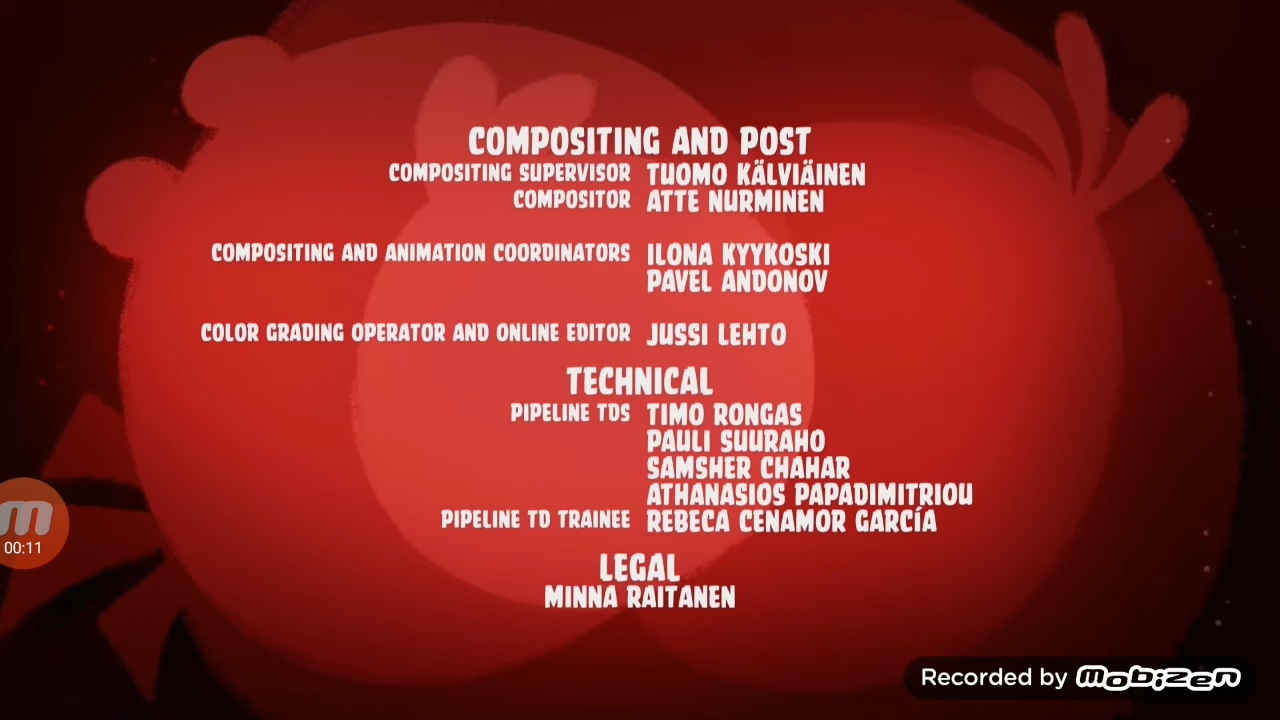 COMPOSITING AND POST
COMPOSITING SUPERVISOR TUOMO KÄLVIÄINEN
COMPOSITOR ATTE NURMINEN
COMPOSITING AND ANIMATION COORDINATORS ILONA KYYKOSKI
PAVEL ANDONOV
COLOR GRADING OPERATOR AND ONLINE EDITOR JUSSI LEHTO
TECHNICAL
PIPELINE TDS TIMO RONGAS
PAULI SUURAHO
SAMSHER CHAHAR
ATHANASIOS PAPADIMITRIOU
PIPELINE TD TRAINEE REBECA CENAMOR GARCÍA
m
00:11
LEGAL
MINNA RAITANEN
Recorded by mobizen